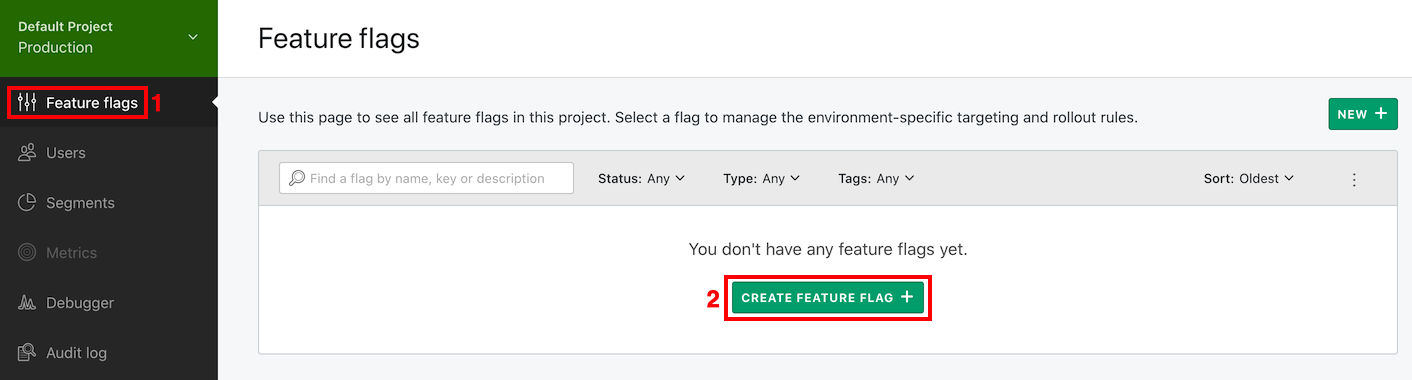 Default Project
Production
Feature flags
Feature flags 1
Users
Segments
Metrics
Debugger
Audit log
Use this page to see all feature flags in this project. Select a flag to manage the environment-specific targeting and rollout rules.
NEW +
Find a flag by name, key or description
Status: Any
Type: Any
Tags: Any
Sort: Oldest
You don't have any feature flags yet.
2 CREATE FEATURE FLAG +